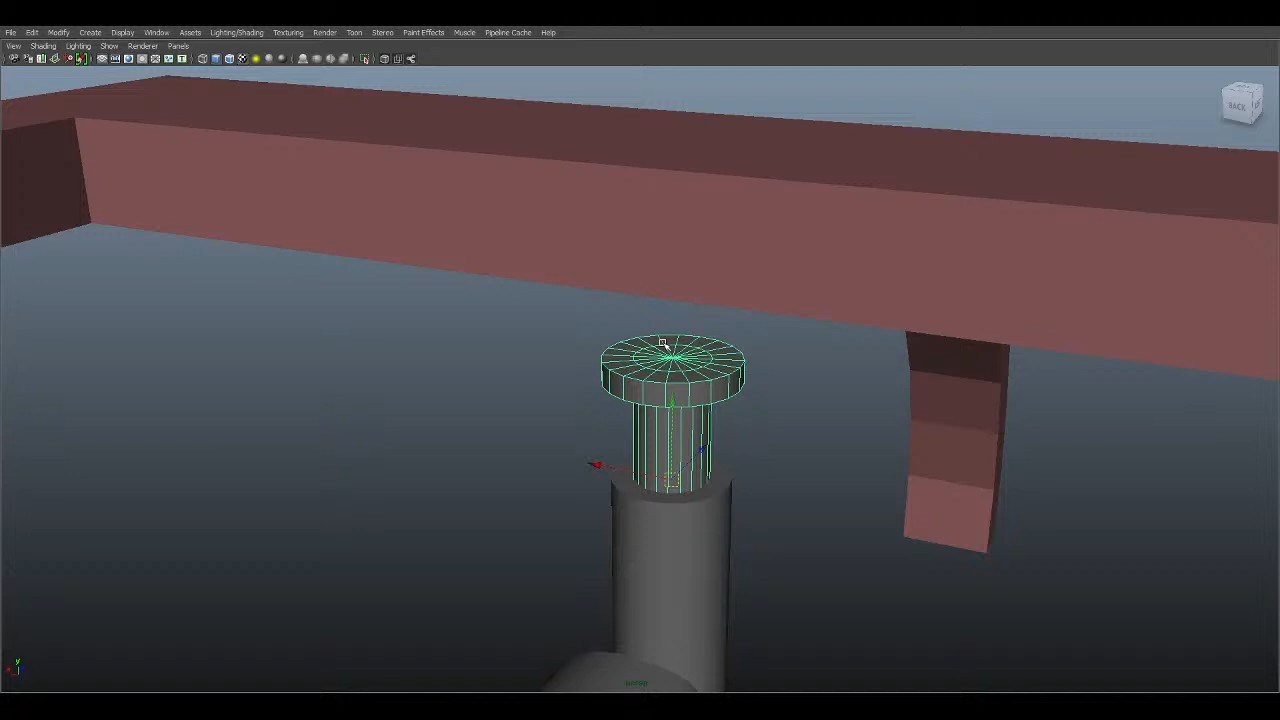 File Edit Modify Create Display Window Assets Lighting/Shading Texturing Render Toon Stereo Paint Effects Muscle Pipeline Cache Help
View Shading Lighting Show Renderer Panels
BACK
persp
y